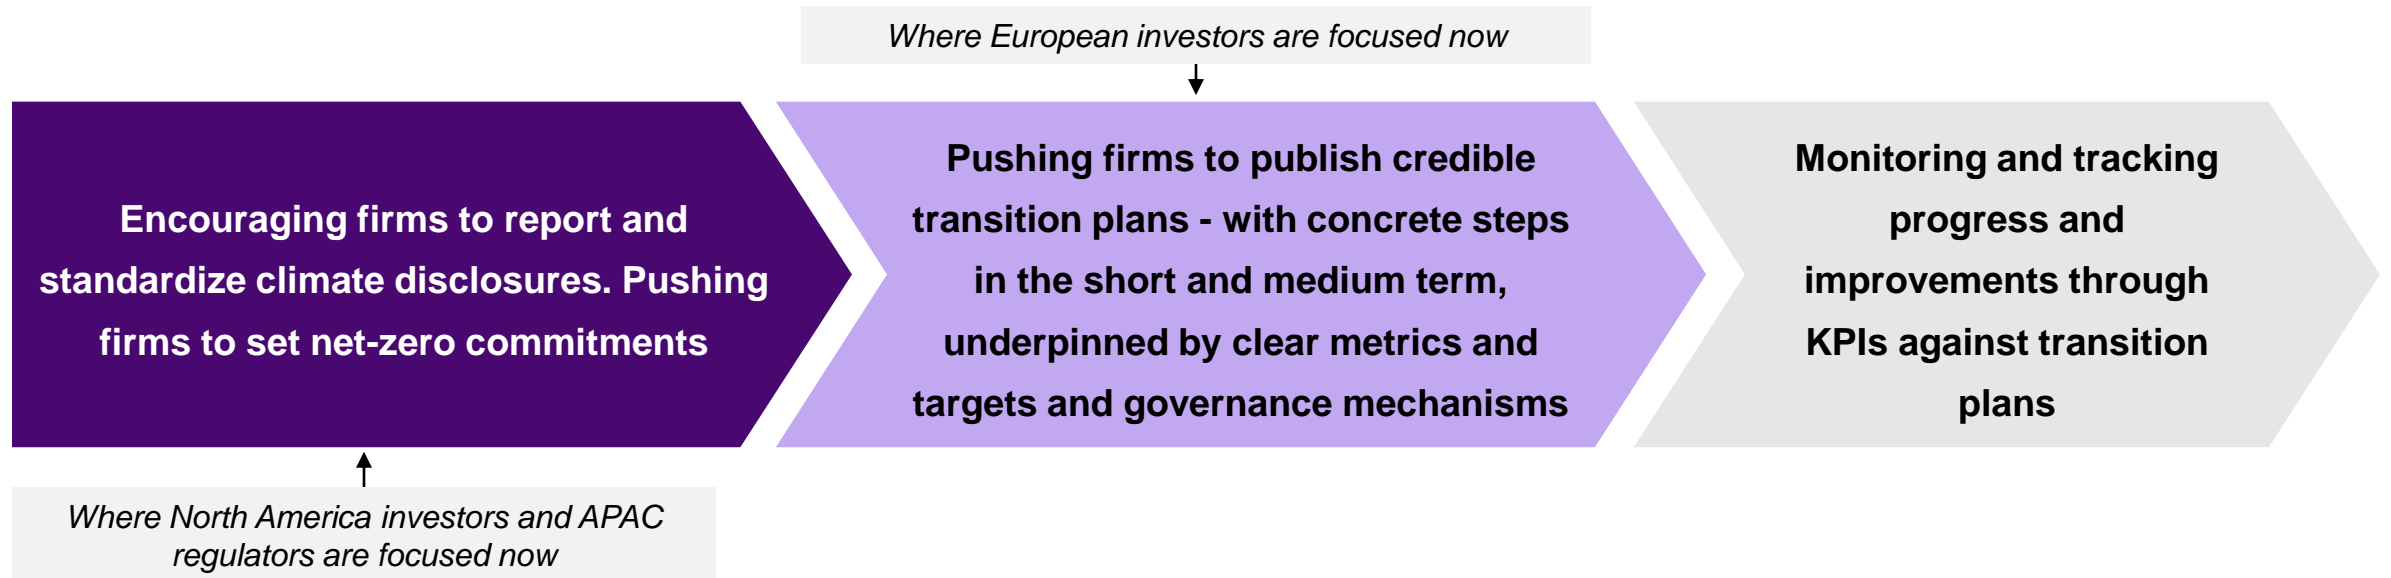 Where European investors are focused now
Encouraging firms to report and
standardize climate disclosures. Pushing
firms to set net-zero commitments
Pushing firms to publish credible
transition plans - with concrete steps
in the short and medium term,
underpinned by clear metrics and
targets and governance mechanisms
Monitoring and tracking
progress and
improvements through
KPIs against transition
plans
Where North America investors and APAC
regulators are focused now